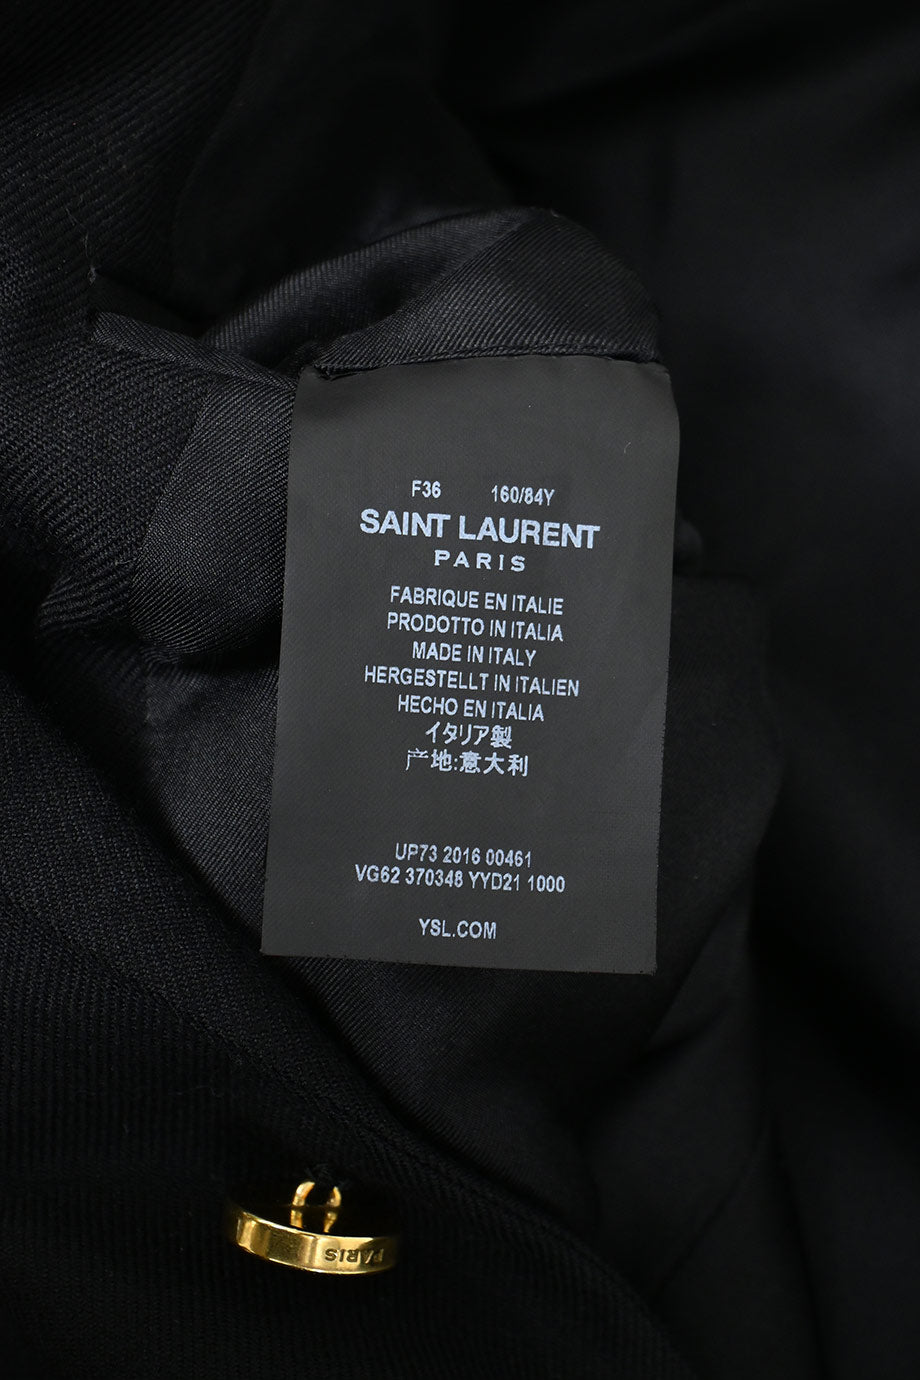 F36 160/84Y
SAINT LAURENT
PARIS
FABRIQUE EN ITALIE
PRODOTTO IN ITALIA
MADE IN ITALY
HERGESTELLT IN ITALIEN
HECHO EN ITALIA
イタリア製
产地:意大利
UP73 2016 00461
VG62 370348 YYD21 1000
YSL.COM
PARIS